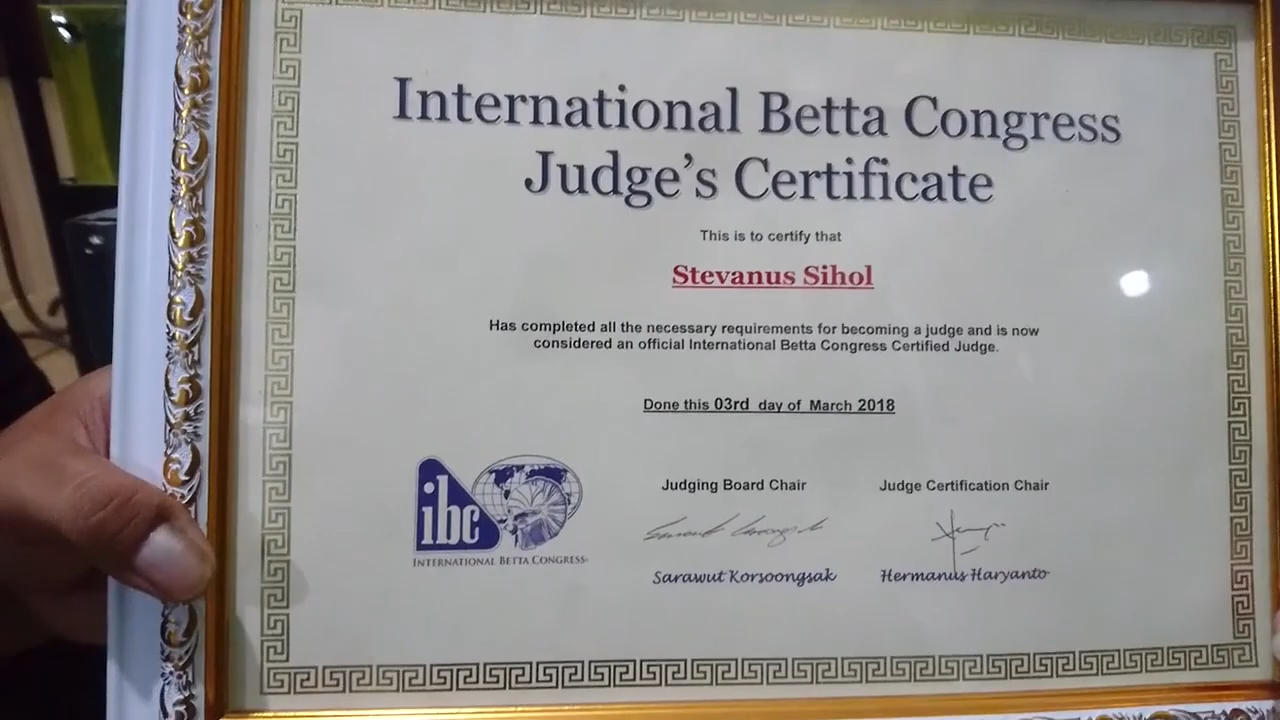 International Betta Congress
Judge's Certificate
This is to certify that
Stevanus Sihol
Has completed all the necessary requirements for becoming a judge and is now
considered an official International Betta Congress Certified Judge.
Done this 03rd day of March 2018
Judging Board Chair
Judge Certification Chair
ibc
INTERNATIONAL BETTA CONGRESS
Sarawut Korsoongsak
Hermanus Haryanto